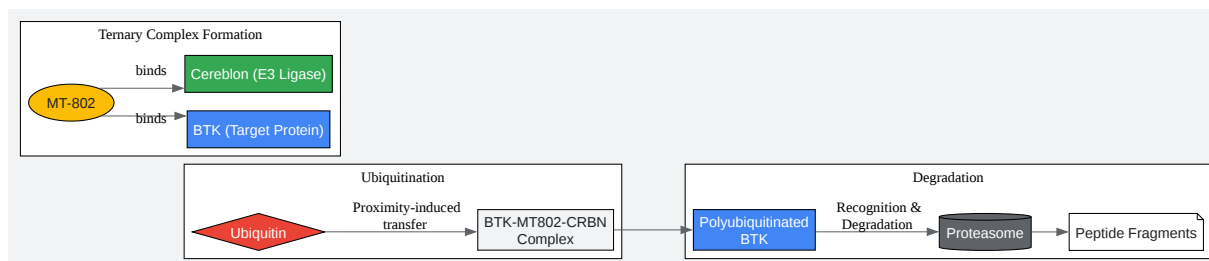 Ternary Complex Formation
binds
Cereblon (E3 Ligase)
MT-802
binds
BTK (Target Protein)
Ubiquitination
Ubiquitin
Proximity-induced
transfer
BTK-MT802-CRBN
Complex
Degradation
Polyubiquitinated
BTK
Recognition &
Degradation
Proteasome
Peptide Fragments